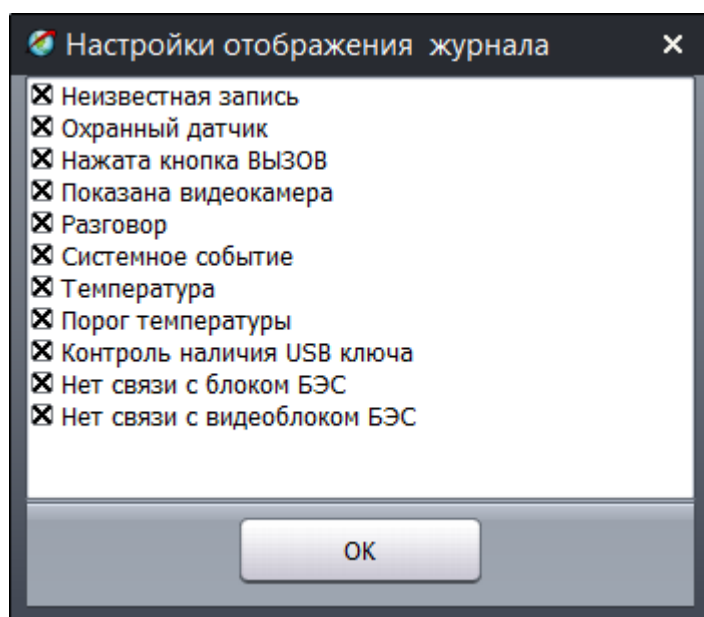 Настройки отображения журнала
Неизвестная запись
Охранный датчик
Нажата кнопка ВЫЗОВ
Показана видеокамера
Разговор
Системное событие
Температура
Порог температуры
Контроль наличия USB ключа
Нет связи с блоком БЭС
Нет связи с видеоблоком БЭС
ОК